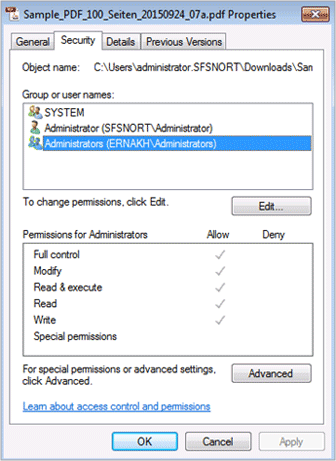 Sample_PDF_100_Seiten_20150924_07a.pdf Properties
General Security Details Previous Versions
Object name: C:\Users\administrator.SFSNORT\Downloads\San
Group or user names:
SYSTEM
Administrator (SFSNORT\Administrator)
Administrators (ERNAKH\Administrators)
To change permissions, click Edit.
Edit...
Permissions for Administrators Allow Deny
Full control
Modify
Read & execute
Read
Write
Special permissions
For special permissions or advanced settings,
click Advanced.
Advanced
Learn about access control and permissions
OK Cancel Apply